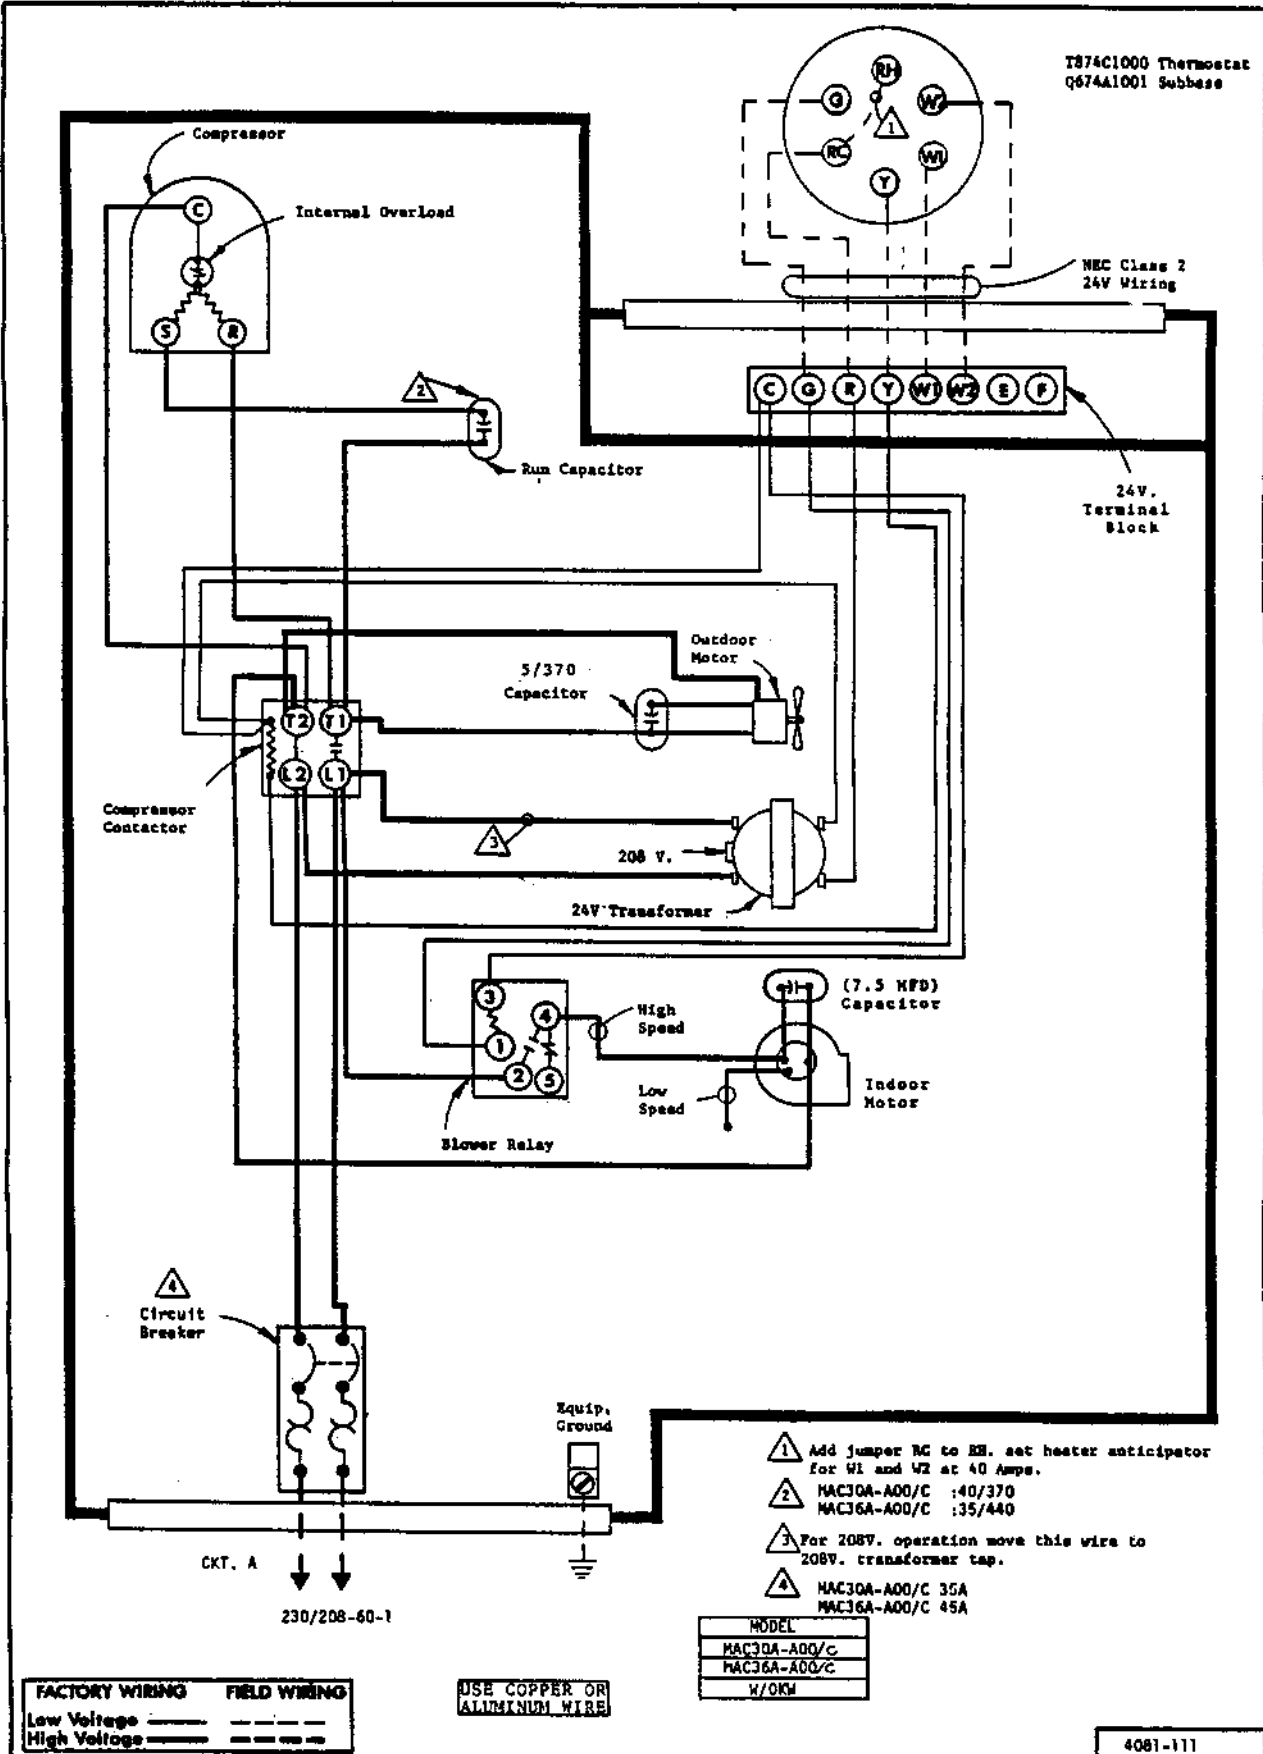 T874C1000 Thermostat
Q674A1001 Subbase
RH
G
W2
1
RC
W1
Y
Compressor
C
Internal Overload
S
R
NEC Class 2
24V Wiring
2
C G R Y W1 W2 E F
Run Capacitor
24V.
Terminal
Block
Outdoor
Motor
5/370
Capacitor
T2 T1
L2 L1
Compressor
Contactor
3
208 V.
24V Transformer
(7.5 MFD)
Capacitor
3
4
1
2
5
High
Speed
Low
Speed
Indoor
Motor
Blower Relay
4
Circuit
Breaker
Equip.
Ground
CKT. A
230/208-60-1
1 Add jumper RC to RH. set heater anticipator
for W1 and W2 at 40 Amps.
2 MAC30A-A00/C :40/370
MAC36A-A00/C :35/440
3 For 208V. operation move this wire to
208V. transformer tap.
4 MAC30A-A00/C 35A
MAC36A-A00/C 45A
MODEL
MAC30A-A00/C
MAC36A-A00/C
W/0KW
FACTORY WIRING FIELD WIRING
Low Voltage
High Voltage
USE COPPER OR
ALUMINUM WIRE
4081-111